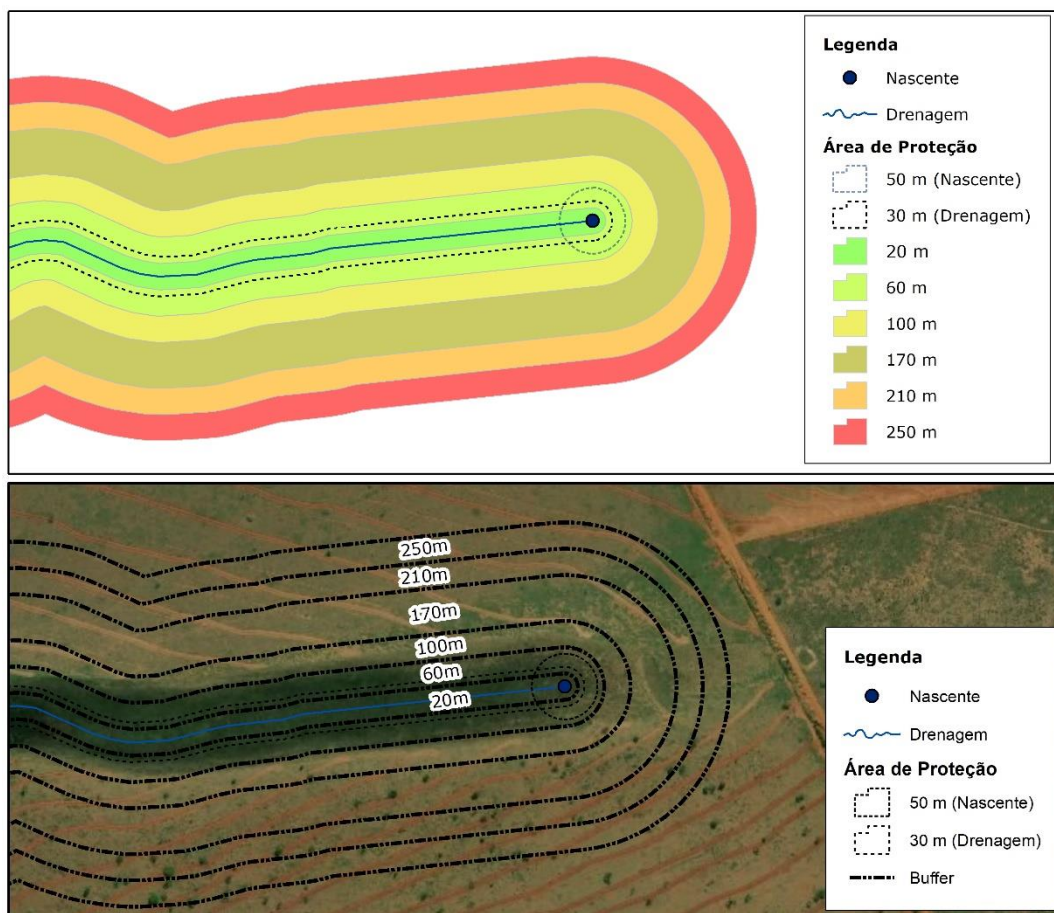 Legenda
Nascente
Drenagem
Área de Proteção
50 m (Nascente)
30 m (Drenagem)
20 m
60 m
100 m
170 m
210 m
250 m
250m
210m
170m
100m
60m
20m
Legenda
Nascente
Drenagem
Área de Proteção
50 m (Nascente)
30 m (Drenagem)
Buffer